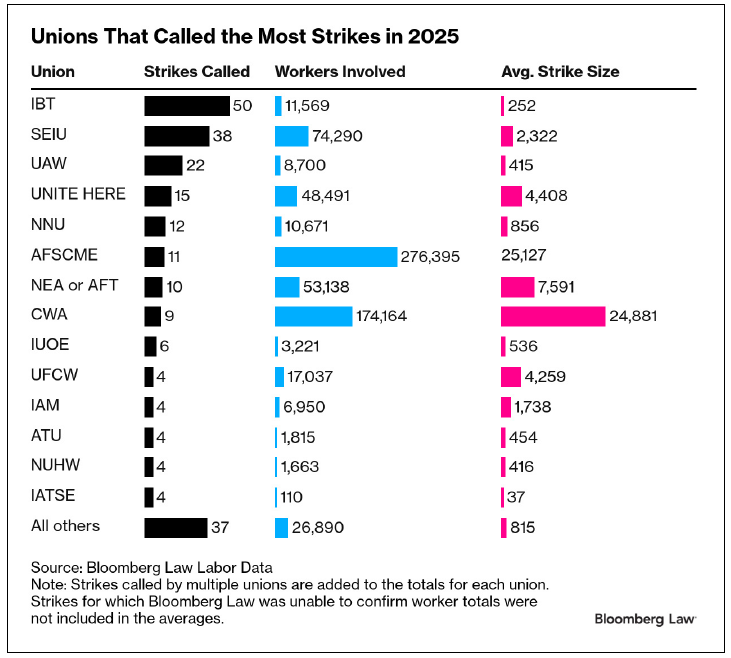 Unions That Called the Most Strikes in 2025
Union Strikes Called Workers Involved Avg. Strike Size
IBT 50 11,569 252
SEIU 38 74,290 2,322
UAW 22 8,700 415
UNITE HERE 15 48,491 4,408
NNU 12 10,671 856
AFSCME 11 276,395 25,127
NEA or AFT 10 53,138 7,591
CWA 9 174,164 24,881
IUOE 6 3,221 536
UFCW 4 17,037 4,259
IAM 4 6,950 1,738
ATU 4 1,815 454
NUHW 4 1,663 416
IATSE 4 110 37
All others 37 26,890 815
Source: Bloomberg Law Labor Data
Note: Strikes called by multiple unions are added to the totals for each union.
Strikes for which Bloomberg Law was unable to confirm worker totals were
not included in the averages.
Bloomberg Law